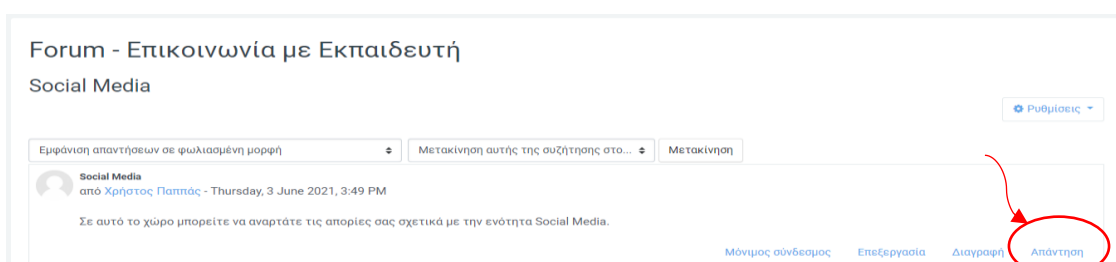 Forum - Επικοινωνία με Εκπαιδευτή
Social Media
Ρυθμίσεις
Εμφάνιση απαντήσεων σε φωλιασμένη μορφή Μετακίνηση αυτής της συζήτησης στο... Μετακίνηση
Social Media
από Χρήστος Παππάς - Thursday, 3 June 2021, 3:49 PM
Σε αυτό το χώρο μπορείτε να αναρτάτε τις απορίες σας σχετικά με την ενότητα Social Media.
Μόνιμος σύνδεσμος Επεξεργασία Διαγραφή Απάντηση